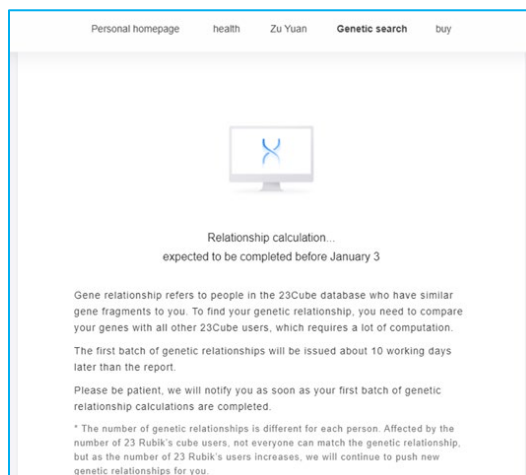 Personal homepage health Zu Yuan Genetic search buy
Relationship calculation...
expected to be completed before January 3
Gene relationship refers to people in the 23Cube database who have similar
gene fragments to you. To find your genetic relationship, you need to compare
your genes with all other 23Cube users, which requires a lot of computation.
The first batch of genetic relationships will be issued about 10 working days
later than the report.
Please be patient, we will notify you as soon as your first batch of genetic
relationship calculations are completed.
* The number of genetic relationships is different for each person. Affected by the
number of 23 Rubik's cube users, not everyone can match the genetic relationship,
but as the number of 23 Rubik's users increases, we will continue to push new
genetic relationships for you.